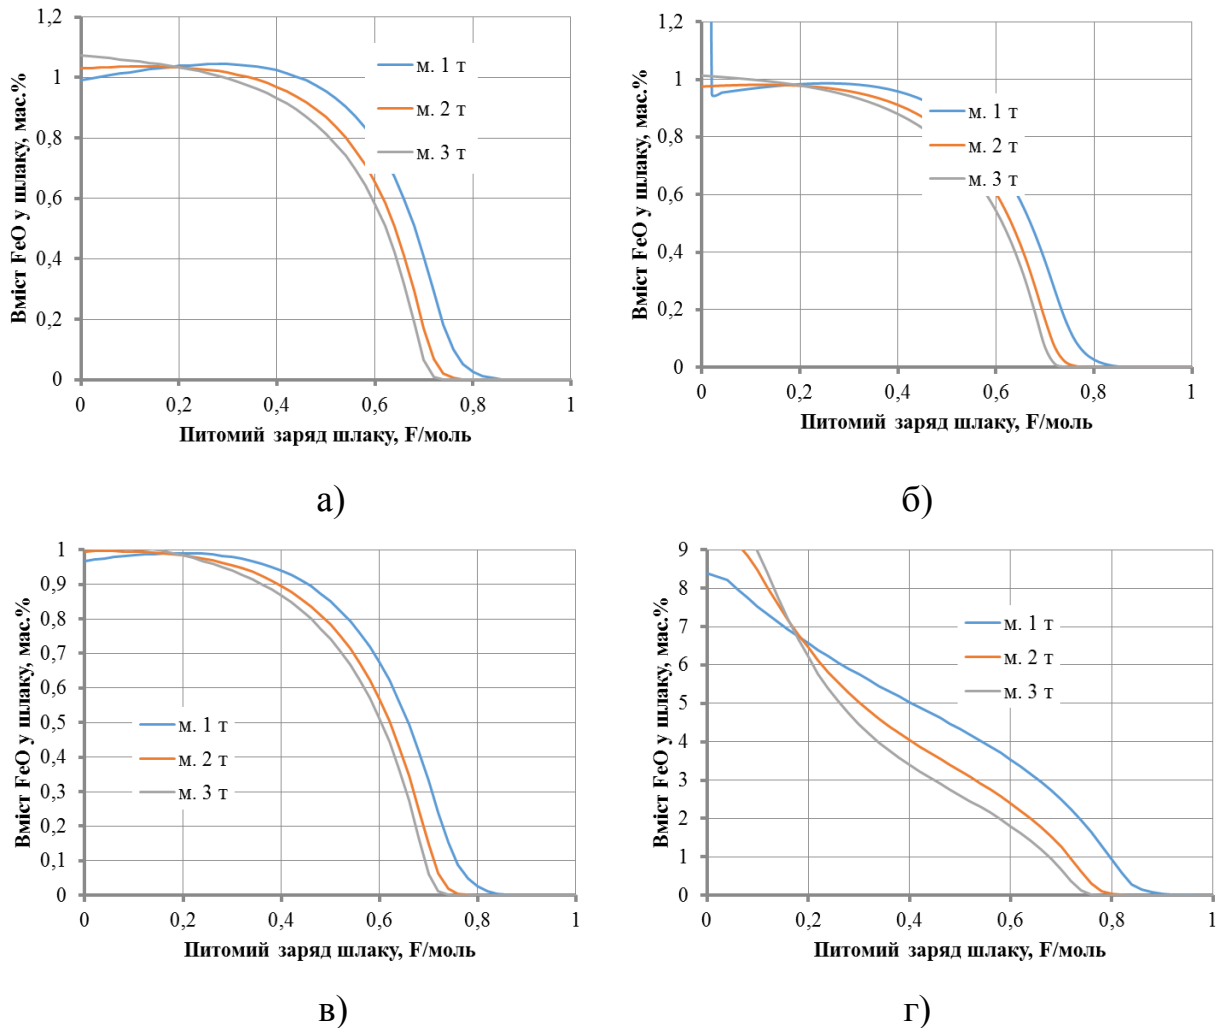 Вміст FeO у шлаку, мас.%
1,2
1
0,8
0,6
0,4
0,2
0
0 0,2 0,4 0,6 0,8 1
м. 1 т
м. 2 т
м. 3 т
Питомий заряд шлаку, F/моль
а)
Вміст FeO у шлаку, мас.%
1,2
1
0,8
0,6
0,4
0,2
0
0 0,2 0,4 0,6 0,8 1
м. 1 т
м. 2 т
м. 3 т
Питомий заряд шлаку, F/моль
б)
Вміст FeO у шлаку, мас.%
1
0,9
0,8
0,7
0,6
0,5
0,4
0,3
0,2
0,1
0
0 0,2 0,4 0,6 0,8 1
м. 1 т
м. 2 т
м. 3 т
Питомий заряд шлаку, F/моль
в)
Вміст FeO у шлаку, мас.%
9
8
7
6
5
4
3
2
1
0
0 0,2 0,4 0,6 0,8 1
м. 1 т
м. 2 т
м. 3 т
Питомий заряд шлаку, F/моль
г)